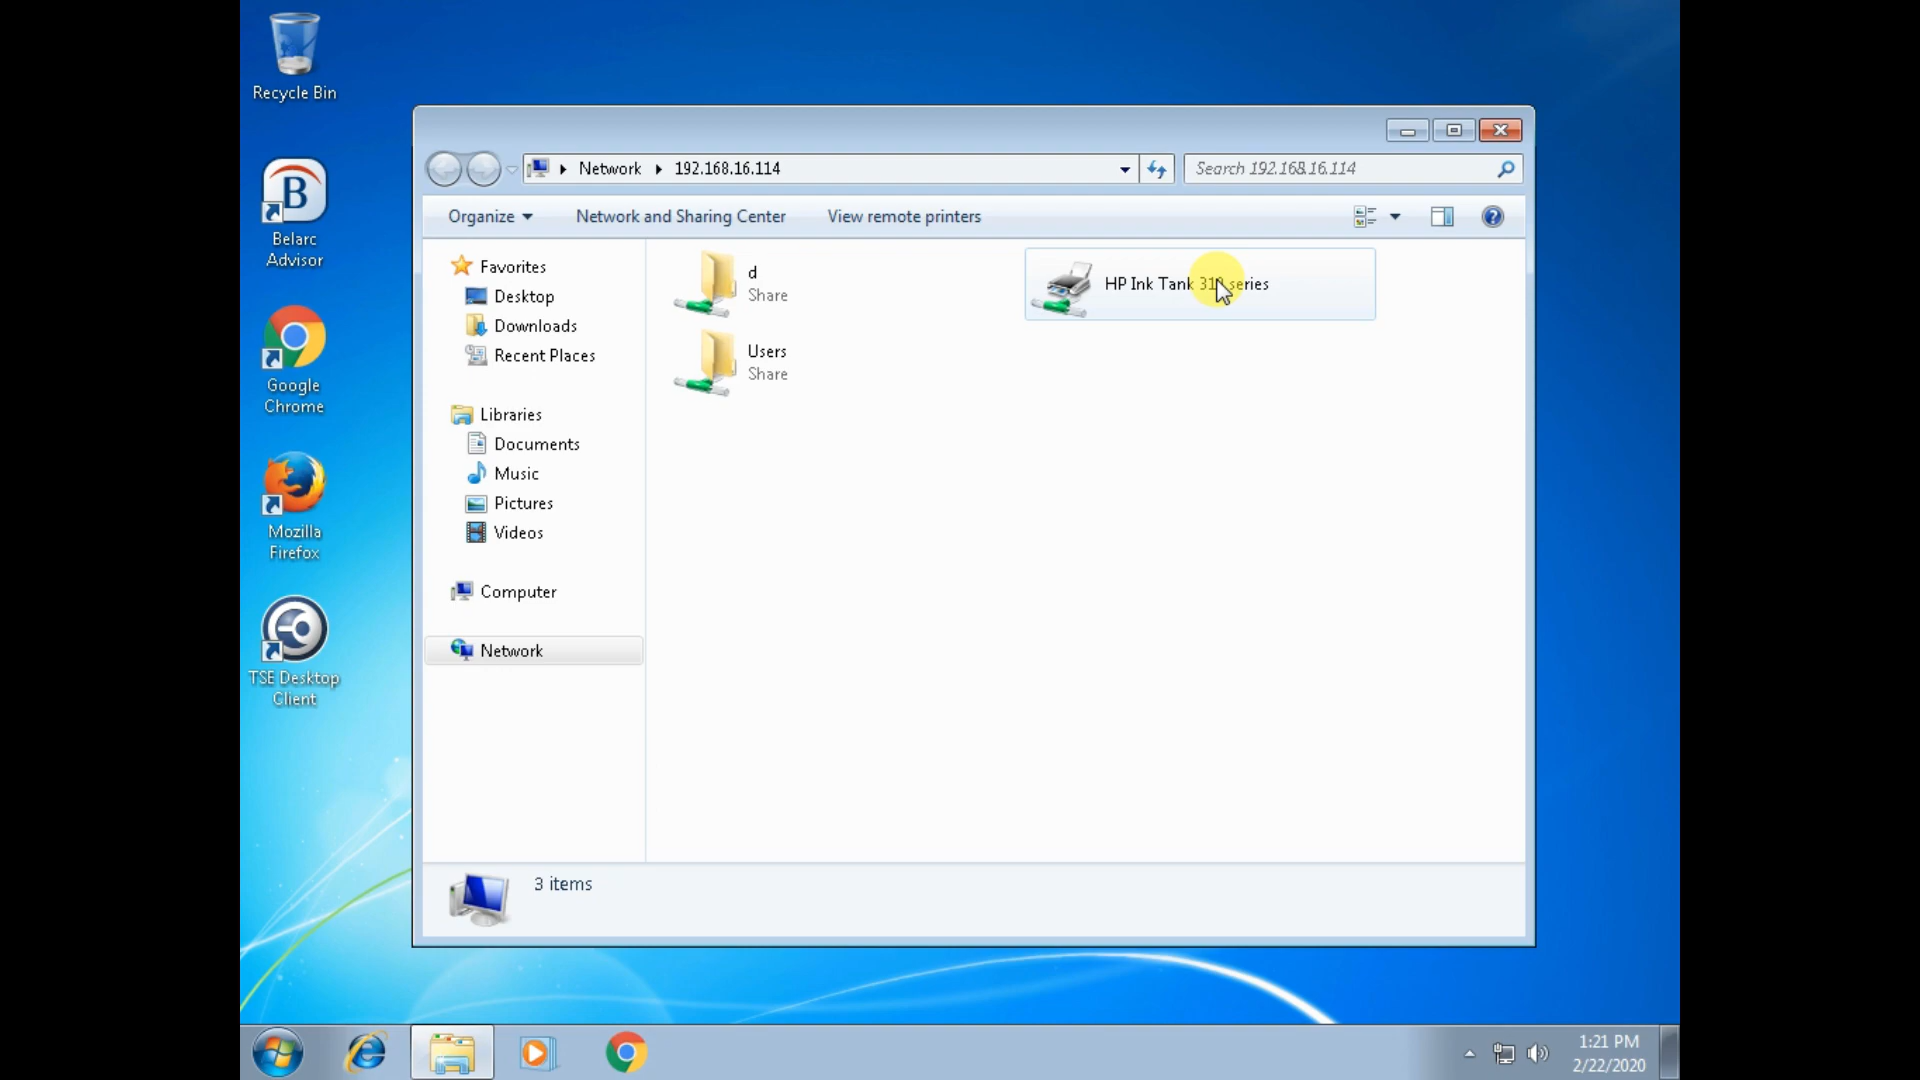 Recycle Bin
Belarc
Advisor
Google
Chrome
Mozilla
Firefox
TSE Desktop
Client
Network
192.168.16.114
Search 192.168.16.114
Organize
Network and Sharing Center
View remote printers
Favorites
Desktop
Downloads
Recent Places
Libraries
Documents
Music
Pictures
Videos
Computer
Network
d
Share
Users
Share
HP Ink Tank series
3 items
1:21 PM
2/22/2020